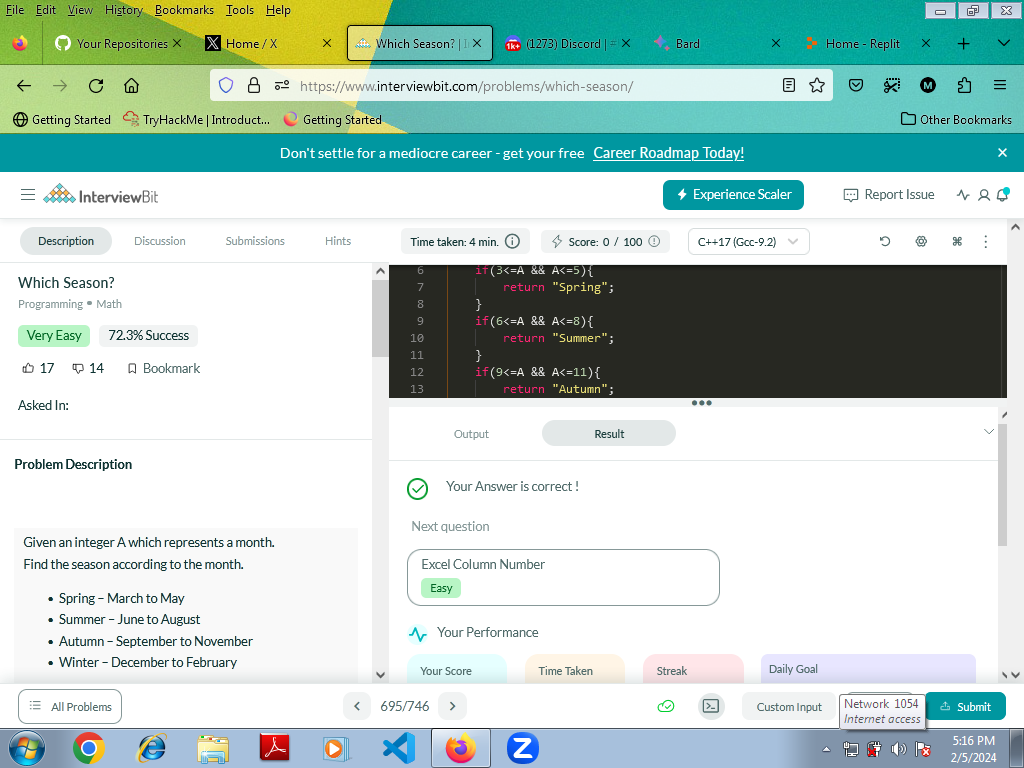 File Edit View History Bookmarks Tools Help
Your Repositories
Home / X
Which Season? | I
(1273) Discord | #
Bard
Home - Replit
https://www.interviewbit.com/problems/which-season/
Getting Started
TryHackMe | Introduct...
Getting Started
Other Bookmarks
Don't settle for a mediocre career - get your free Career Roadmap Today!
InterviewBit
Experience Scaler
Report Issue
Description
Discussion
Submissions
Hints
Time taken: 4 min.
Score: 0 / 100
C++17 (Gcc-9.2)
Which Season?
Programming • Math
Very Easy
72.3% Success
17
14
Bookmark
Asked In:
Problem Description
Given an integer A which represents a month.
Find the season according to the month.
• Spring – March to May
• Summer – June to August
• Autumn – September to November
• Winter – December to February
6 if(3<=A && A<=5){
7 return "Spring";
8 }
9 if(6<=A && A<=8){
10 return "Summer";
11 }
12 if(9<=A && A<=11){
13 return "Autumn";
Output
Result
Your Answer is correct !
Next question
Excel Column Number
Easy
Your Performance
Your Score
Time Taken
Streak
Daily Goal
All Problems
695/746
Custom Input
Submit
Network 1054
Internet access
5:16 PM
2/5/2024